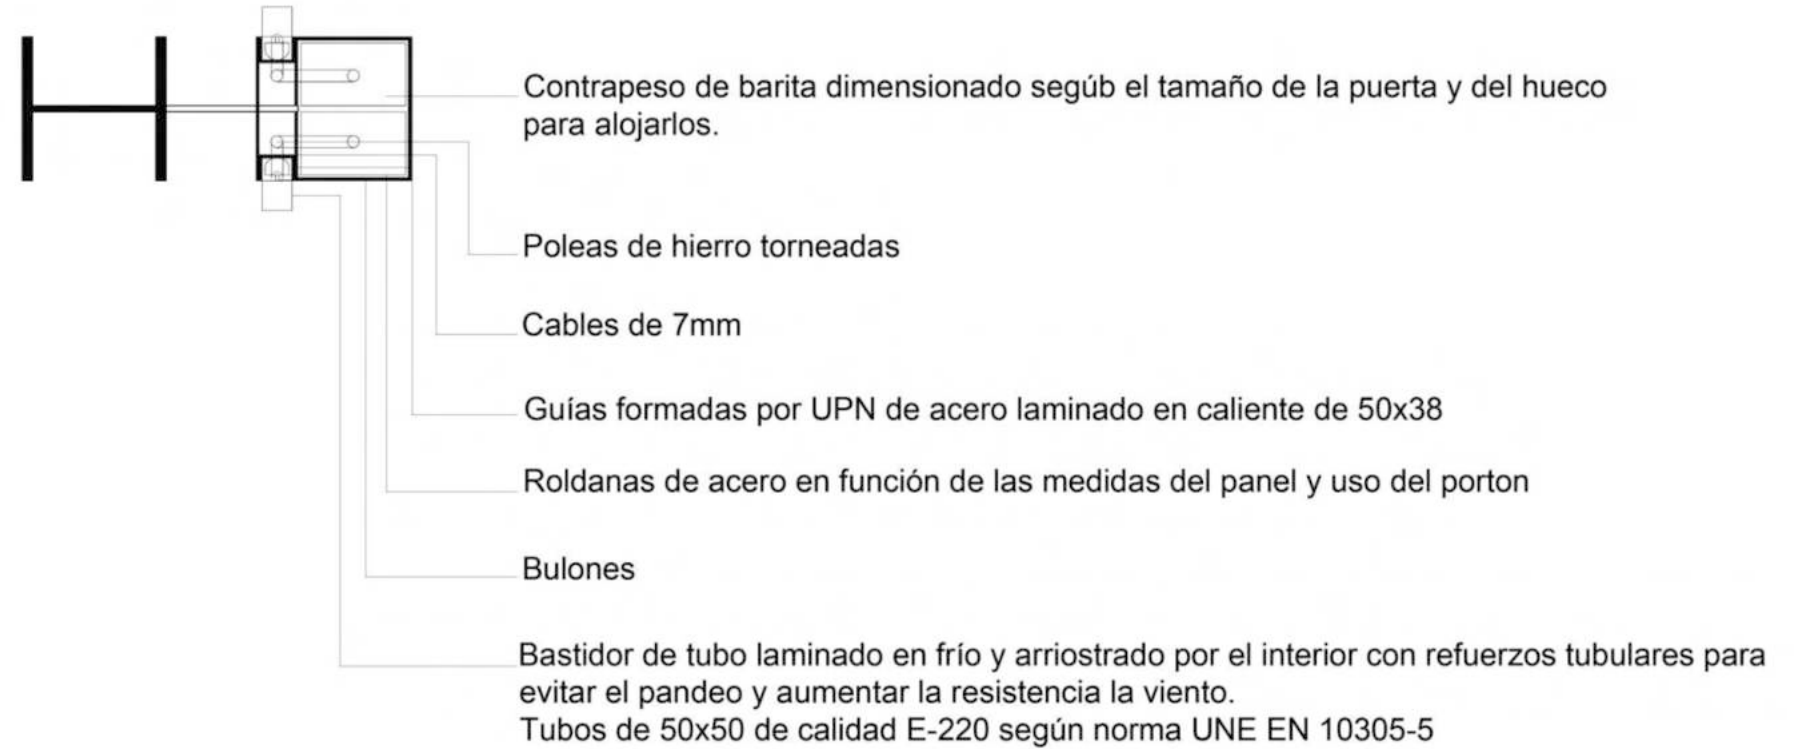 Contrapeso de barita dimensionado segúb el tamaño de la puerta y del hueco
para alojarlos.
Poleas de hierro torneadas
Cables de 7mm
Guías formadas por UPN de acero laminado en caliente de 50x38
Roldanas de acero en función de las medidas del panel y uso del porton
Bulones
Bastidor de tubo laminado en frío y arriostrado por el interior con refuerzos tubulares para
evitar el pandeo y aumentar la resistencia la viento.
Tubos de 50x50 de calidad E-220 según norma UNE EN 10305-5